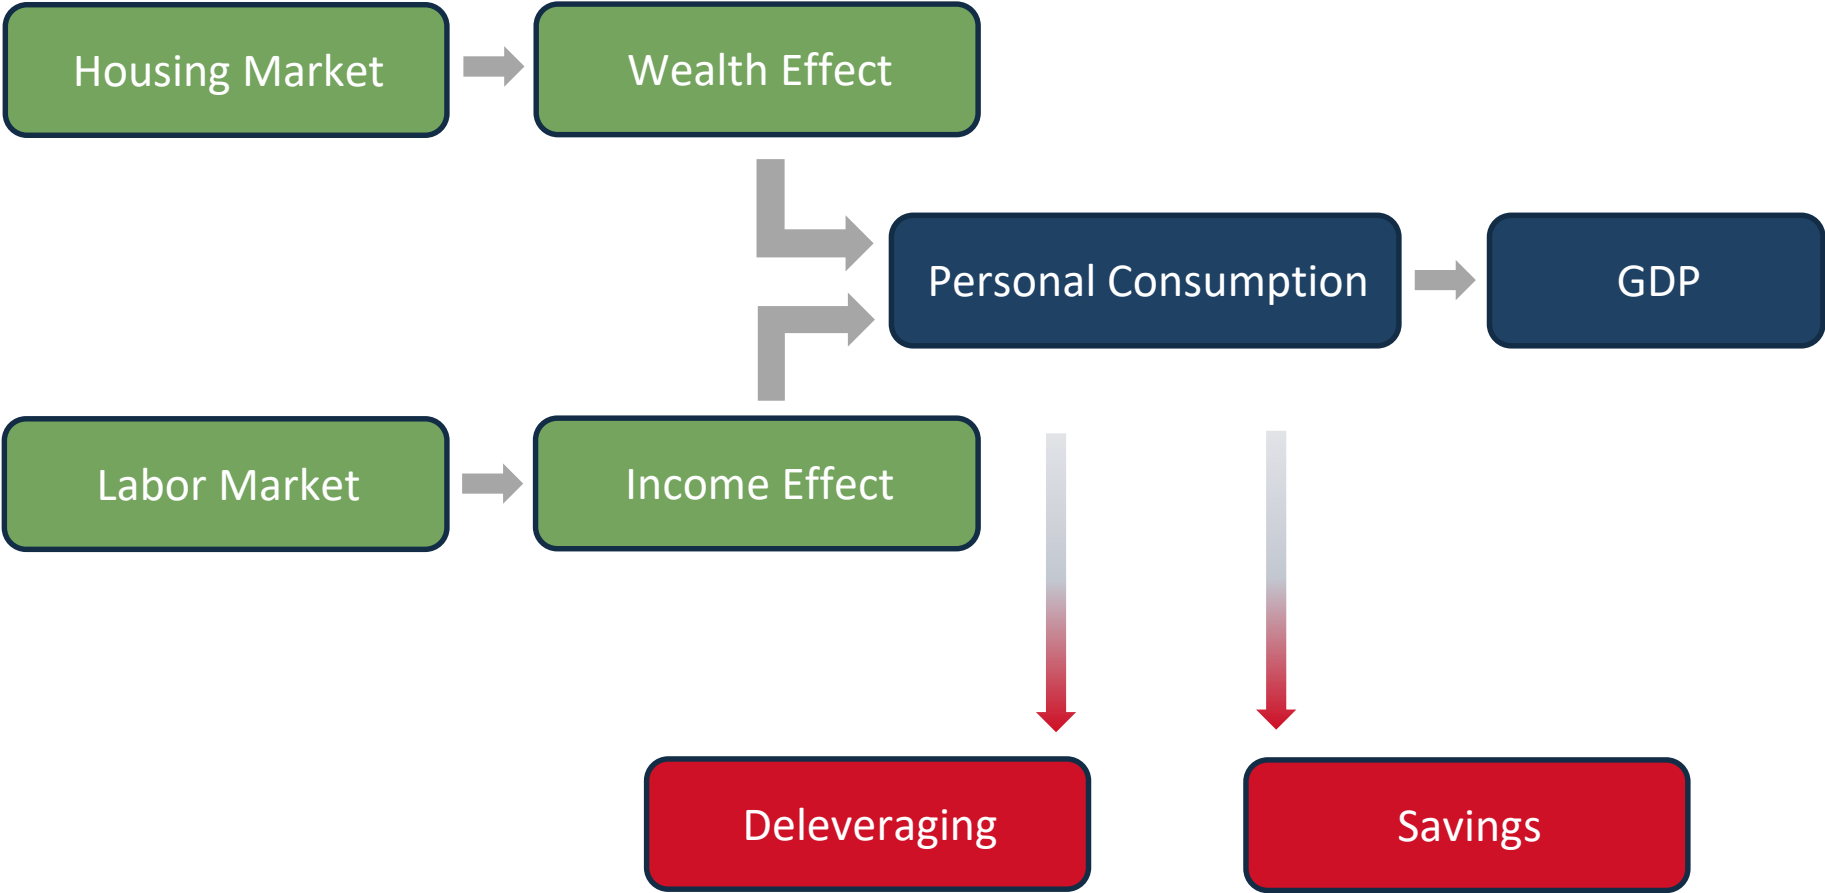 Housing Market
Wealth Effect
Personal Consumption
GDP
Labor Market
Income Effect
Deleveraging
Savings